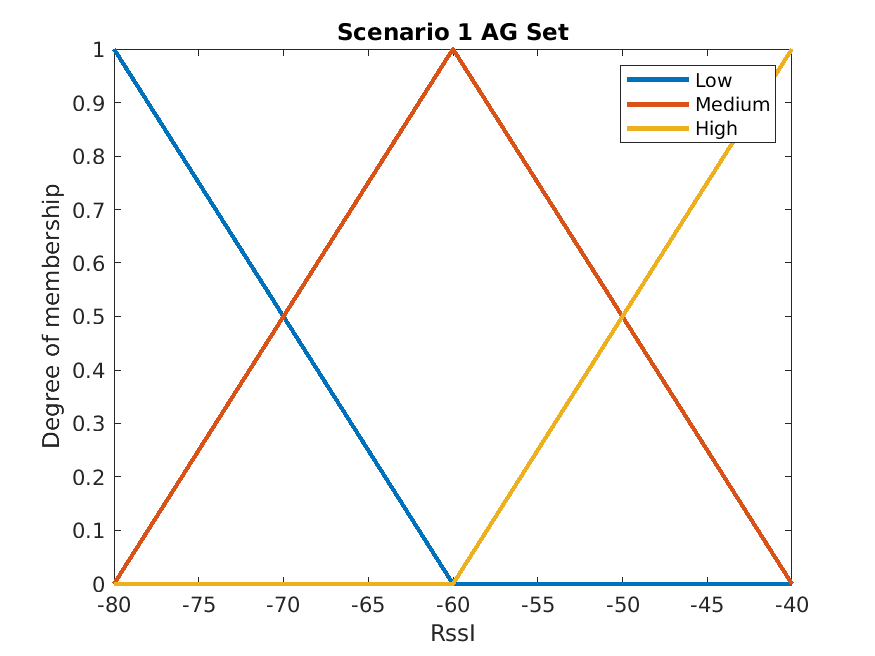 Scenario 1 AG Set
1
0.9
0.8
0.7
0.6
0.5
0.4
0.3
0.2
0.1
0
Degree of membership
Low
Medium
High
-80 -75 -70 -65 -60 -55 -50 -45 -40
RssI